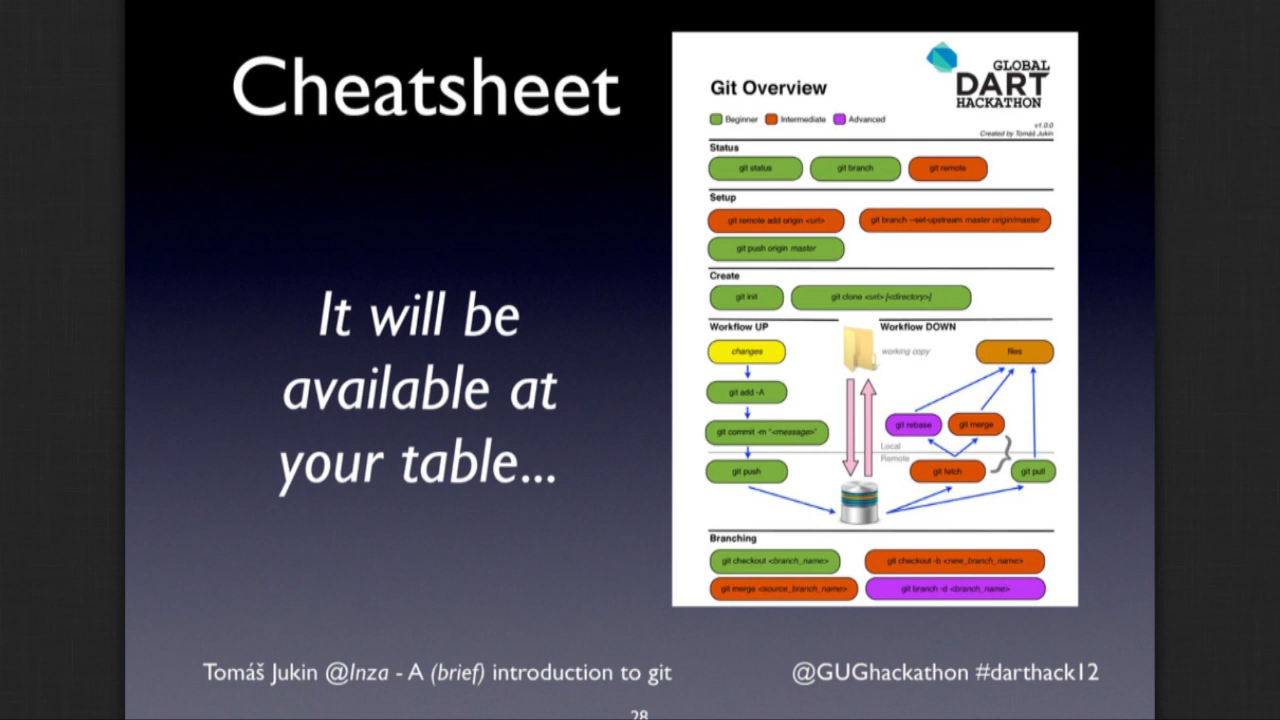 Cheatsheet
It will be
available at
your table...
GLOBAL
DART
HACKATHON
Git Overview
Beginner Intermediate Advanced
v1.0.0
Created by Tomáš Jukin
Status
git status git branch git remote
Setup
git remote add origin <url> git branch --set-upstream master origin/master
git push origin master
Create
git init git clone <url> [<directory>]
Workflow UP Workflow DOWN
changes working copy files
git add -A
git commit -m "<message>" git rebase git merge
Local
Remote
git push git fetch git pull
Branching
git checkout <branch_name> git checkout -b <new_branch_name>
git merge <source_branch_name> git branch -d <branch_name>
Tomáš Jukin @Inza - A (brief) introduction to git @GUGhackathon #darthack12
28